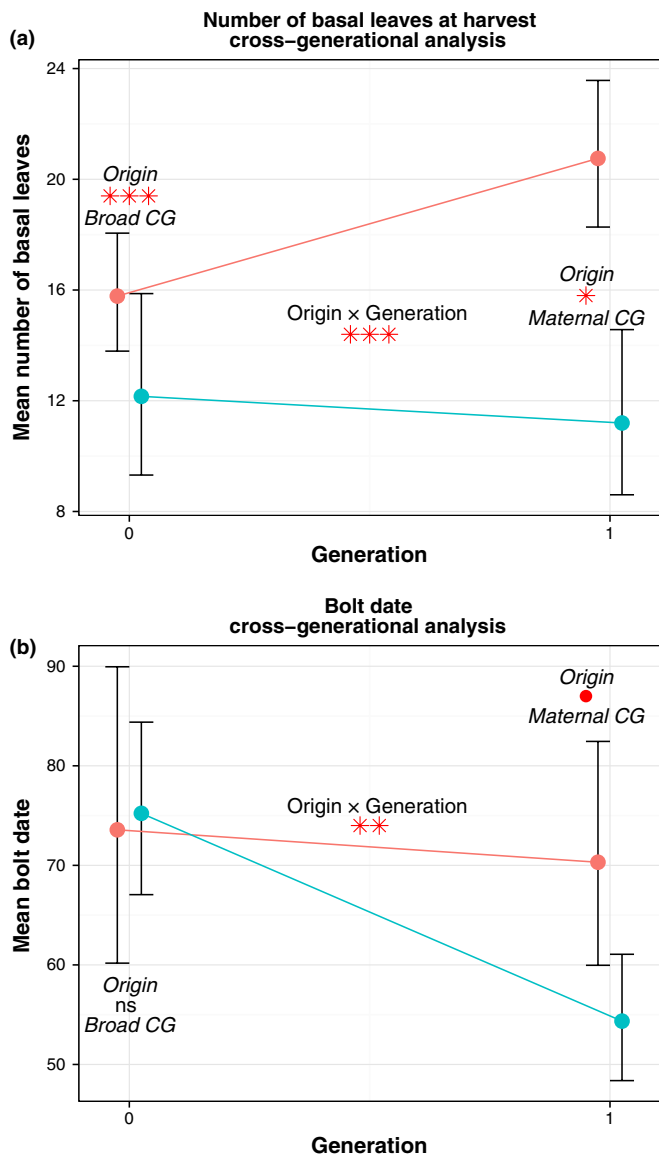 (a)
Number of basal leaves at harvest
cross−generational analysis
24
20
16
12
8
Mean number of basal leaves
Origin
✳✳✳
Broad CG
Origin × Generation
✳✳✳
Origin
✳
Maternal CG
0
1
Generation
(b)
Bolt date
cross−generational analysis
90
80
70
60
50
Mean bolt date
Origin
ns
Broad CG
Origin × Generation
✳✳
Origin
Maternal CG
0
1
Generation